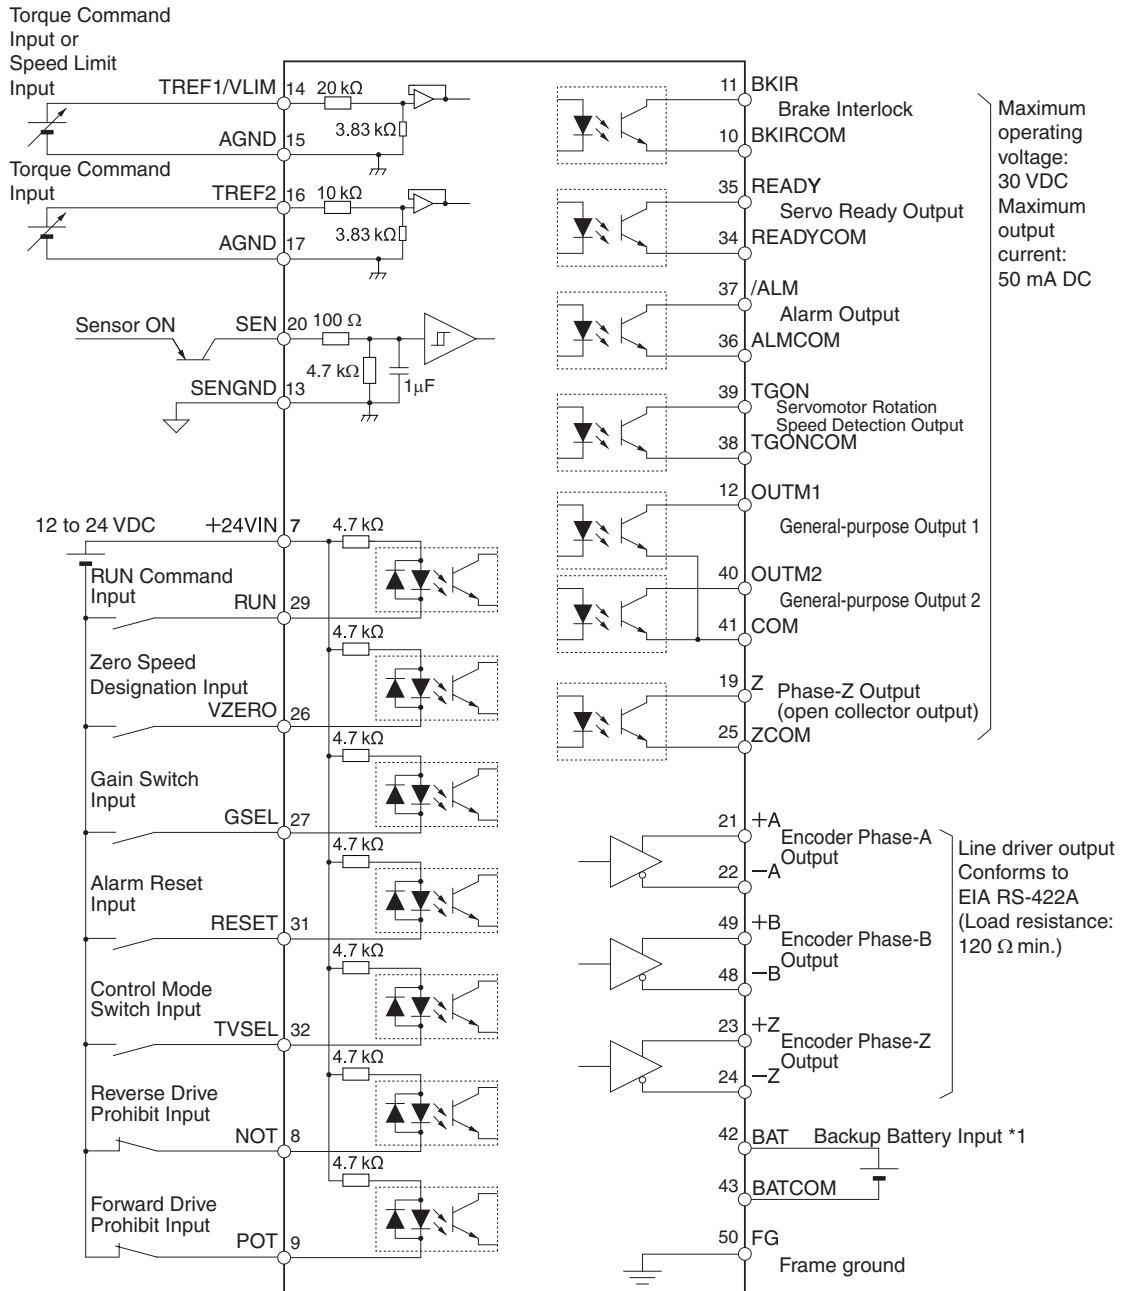 Torque Command
Input or
Speed Limit
Input
TREF1/VLIM 14 20 kΩ
3.83 kΩ
AGND 15
Torque Command
Input
TREF2 16 10 kΩ
3.83 kΩ
AGND 17
Sensor ON SEN 20 100 Ω
4.7 kΩ
1μF
SENGND 13
12 to 24 VDC +24VIN 7 4.7 kΩ
RUN Command
Input
RUN 29
4.7 kΩ
Zero Speed
Designation Input
VZERO 26
4.7 kΩ
Gain Switch
Input
GSEL 27
4.7 kΩ
Alarm Reset
Input
RESET 31
4.7 kΩ
Control Mode
Switch Input
TVSEL 32
4.7 kΩ
Reverse Drive
Prohibit Input
NOT 8
4.7 kΩ
Forward Drive
Prohibit Input
POT 9
11 BKIR
Brake Interlock
10 BKIRCOM
35 READY
Servo Ready Output
34 READYCOM
37 /ALM
Alarm Output
36 ALMCOM
39 TGON
Servomotor Rotation
Speed Detection Output
38 TGONCOM
12 OUTM1
General-purpose Output 1
40 OUTM2
General-purpose Output 2
41 COM
19 Z
Phase-Z Output
(open collector output)
25 ZCOM
Maximum
operating
voltage:
30 VDC
Maximum
output
current:
50 mA DC
21 +A
Encoder Phase-A
Output
22 −A
49 +B
Encoder Phase-B
Output
48 −B
23 +Z
Encoder Phase-Z
Output
24 −Z
Line driver output
Conforms to
EIA RS-422A
(Load resistance:
120 Ω min.)
42 BAT Backup Battery Input *1
43 BATCOM
50 FG
Frame ground